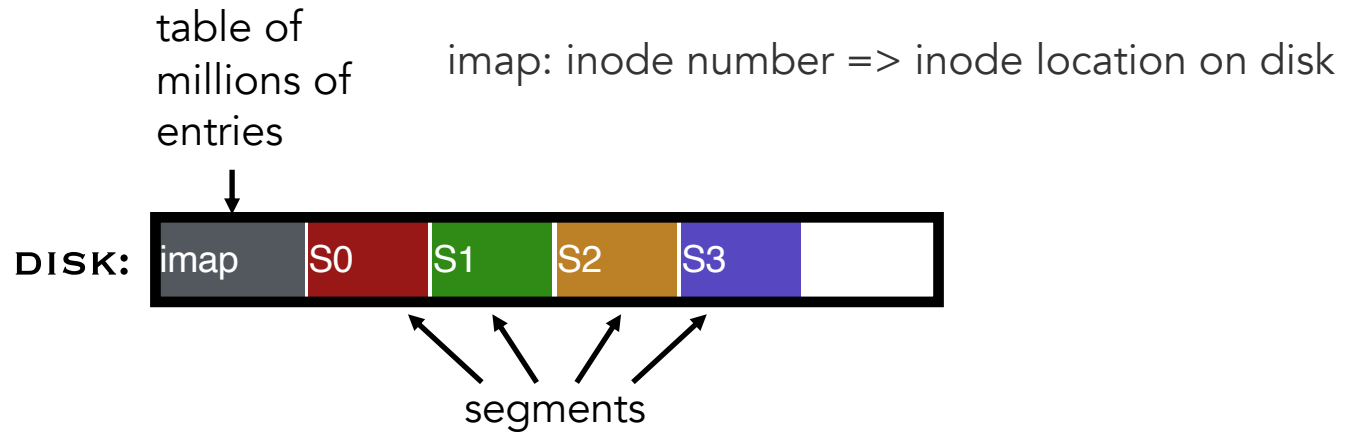 table of
millions of
entries
imap: inode number => inode location on disk
DISK:
imap
S0
S1
S2
S3
segments